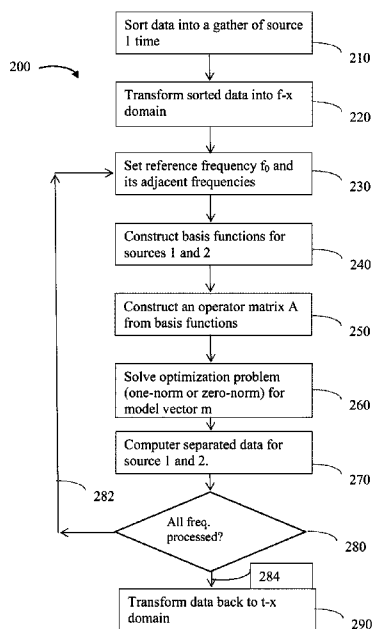 Sort data into a gather of source
1 time
210
200
Transform sorted data into f-x
domain
220
Set reference frequency f₀ and
its adjacent frequencies
230
Construct basis functions for
sources 1 and 2
240
Construct an operator matrix A
from basis functions
250
Solve optimization problem
(one-norm or zero-norm) for
model vector m
260
Computer separated data for
source 1 and 2.
270
282
All freq.
processed?
280
284
Transform data back to t-x
domain
290